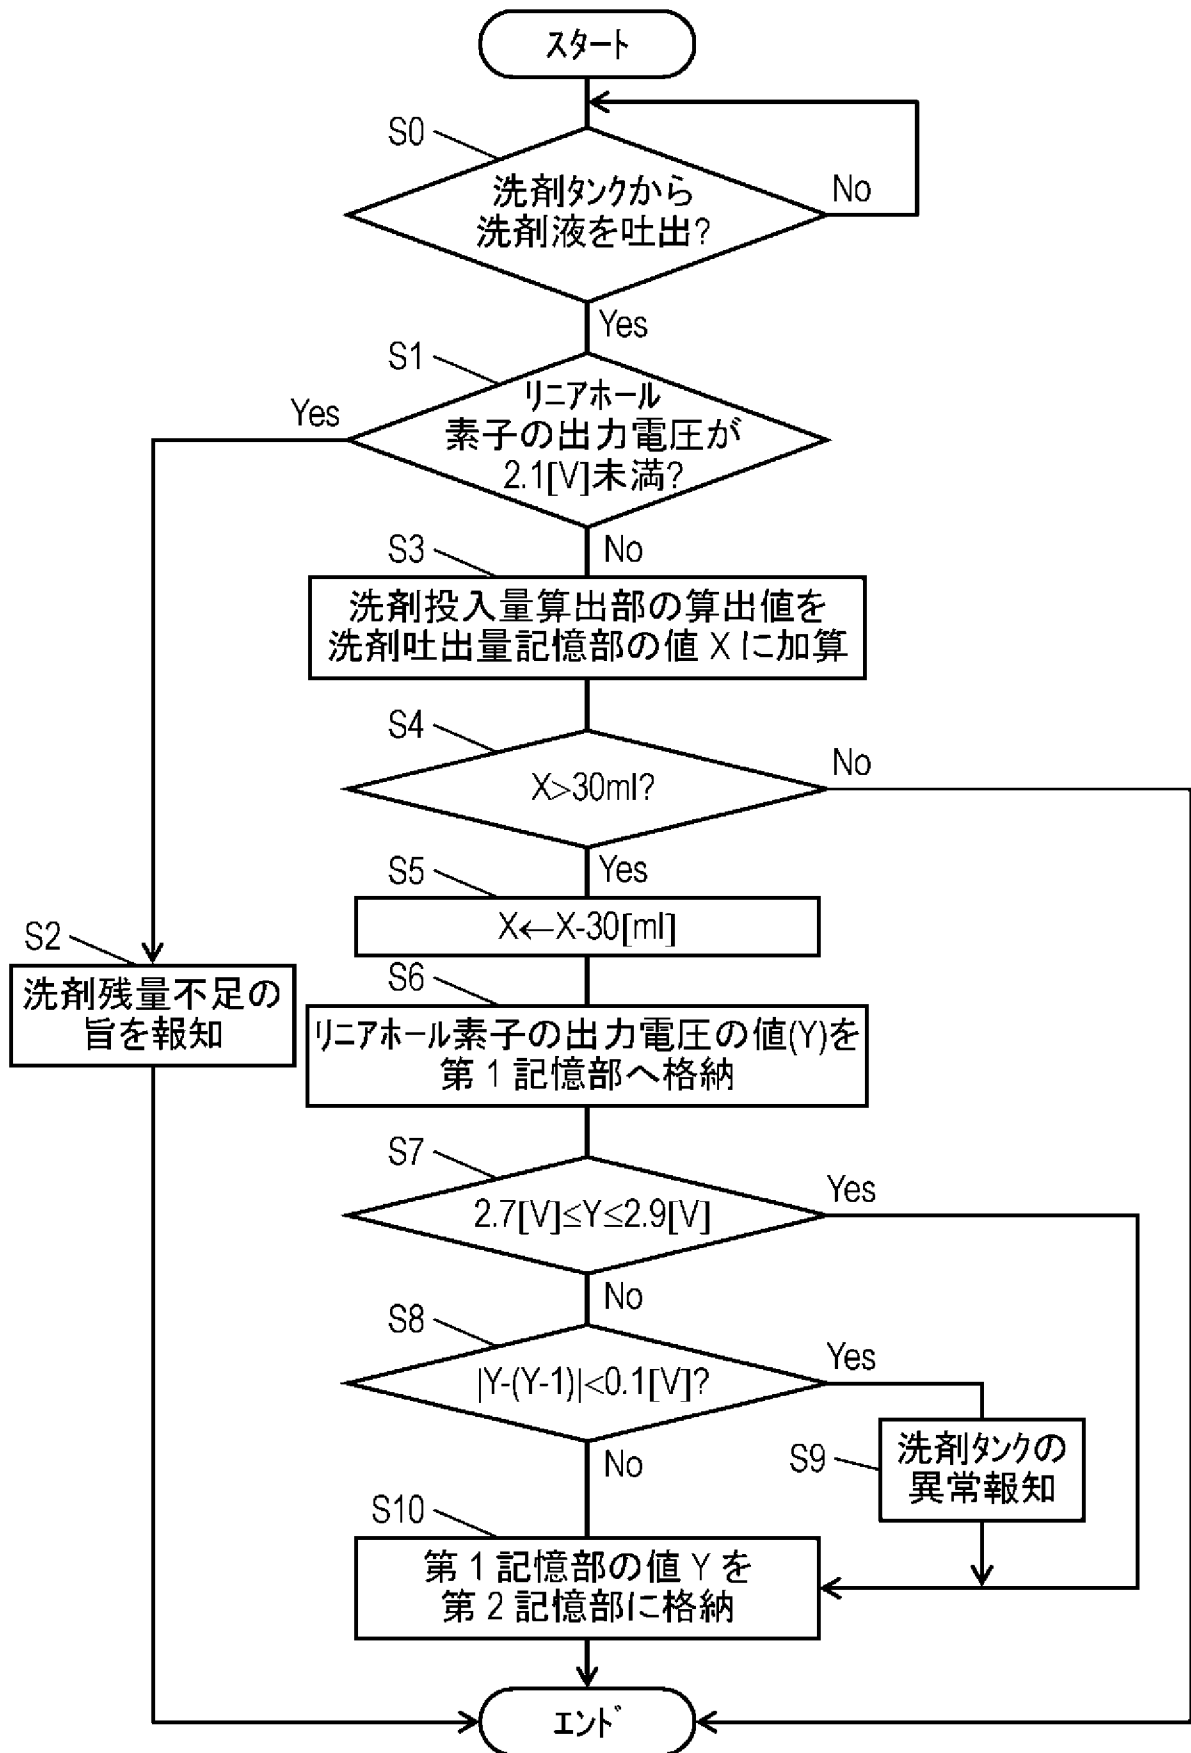 スタート
S0
洗剤タンクから
洗剤液を吐出?
No
Yes
S1
リニアホール
素子の出力電圧が
2.1[V]未満?
Yes
No
S3
洗剤投入量算出部の算出値を
洗剤吐出量記憶部の値 X に加算
S4
X>30ml?
No
Yes
S5
X←X-30[ml]
S2
洗剤残量不足の
旨を報知
S6
リニアホール素子の出力電圧の値(Y)を
第1記憶部へ格納
S7
2.7[V]≤Y≤2.9[V]
Yes
No
S8
|Y-(Y-1)|<0.1[V]?
Yes
No
S9
洗剤タンクの
異常報知
S10
第1記憶部の値 Y を
第2記憶部に格納
エンド